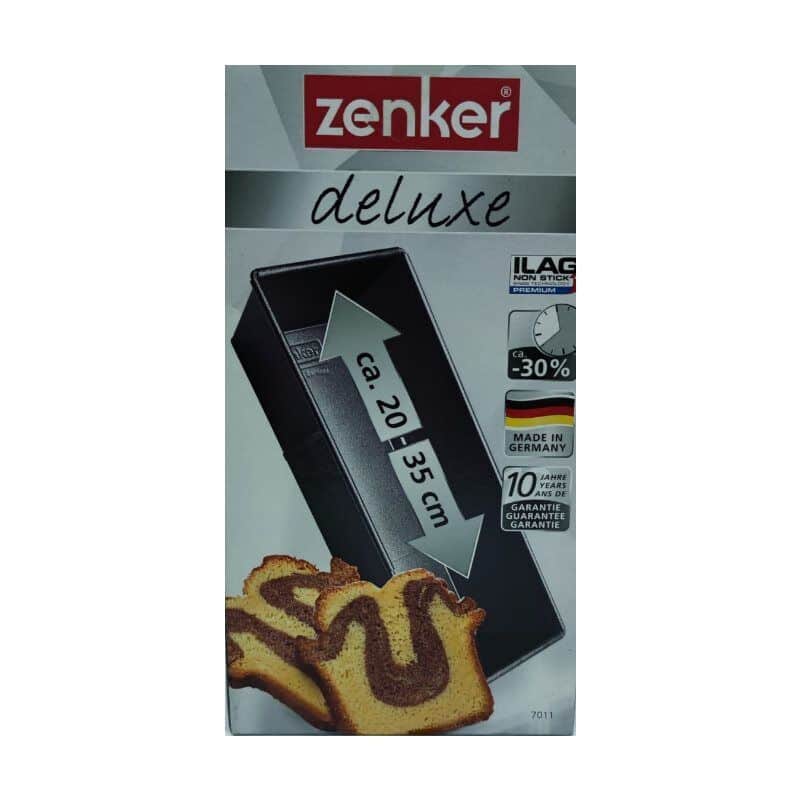 zenker®
deluxe
ILAG
NON STICK
PREMIUM
ca.
-30%
ca. 20 - 35 cm
MADE IN
GERMANY
10 JAHRE
YEARS
ANS DE
GARANTIE
GUARANTEE
GARANTIE
7011